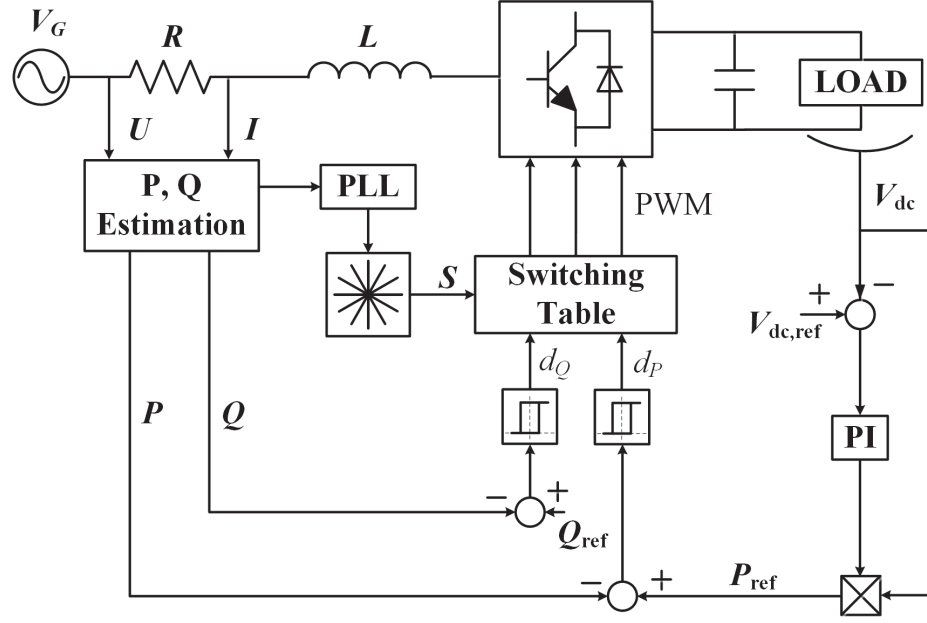 V_G
R
L
LOAD
U
I
P, Q
Estimation
PLL
PWM
V_dc
S
Switching
Table
+
−
V_dc,ref
d_Q
d_P
P
Q
PI
−
+
Q_ref
−
+
P_ref